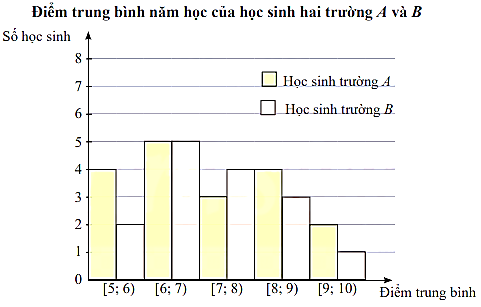 Điểm trung bình năm học của học sinh hai trường A và B
Số học sinh
8
7
6
5
4
3
2
1
0
Học sinh trường A
Học sinh trường B
[5; 6) [6; 7) [7; 8) [8; 9) [9; 10)
Điểm trung bình